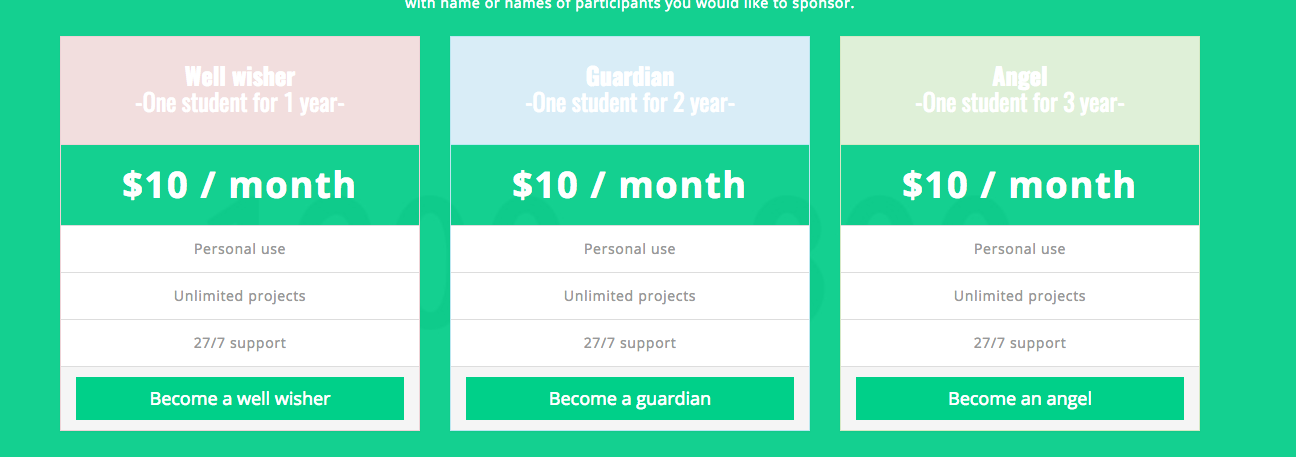 with name or names of participants you would like to sponsor.
Well wisher
-One student for 1 year-
$10 / month
Personal use
Unlimited projects
27/7 support
Become a well wisher
Guardian
-One student for 2 year-
$10 / month
Personal use
Unlimited projects
27/7 support
Become a guardian
Angel
-One student for 3 year-
$10 / month
Personal use
Unlimited projects
27/7 support
Become an angel